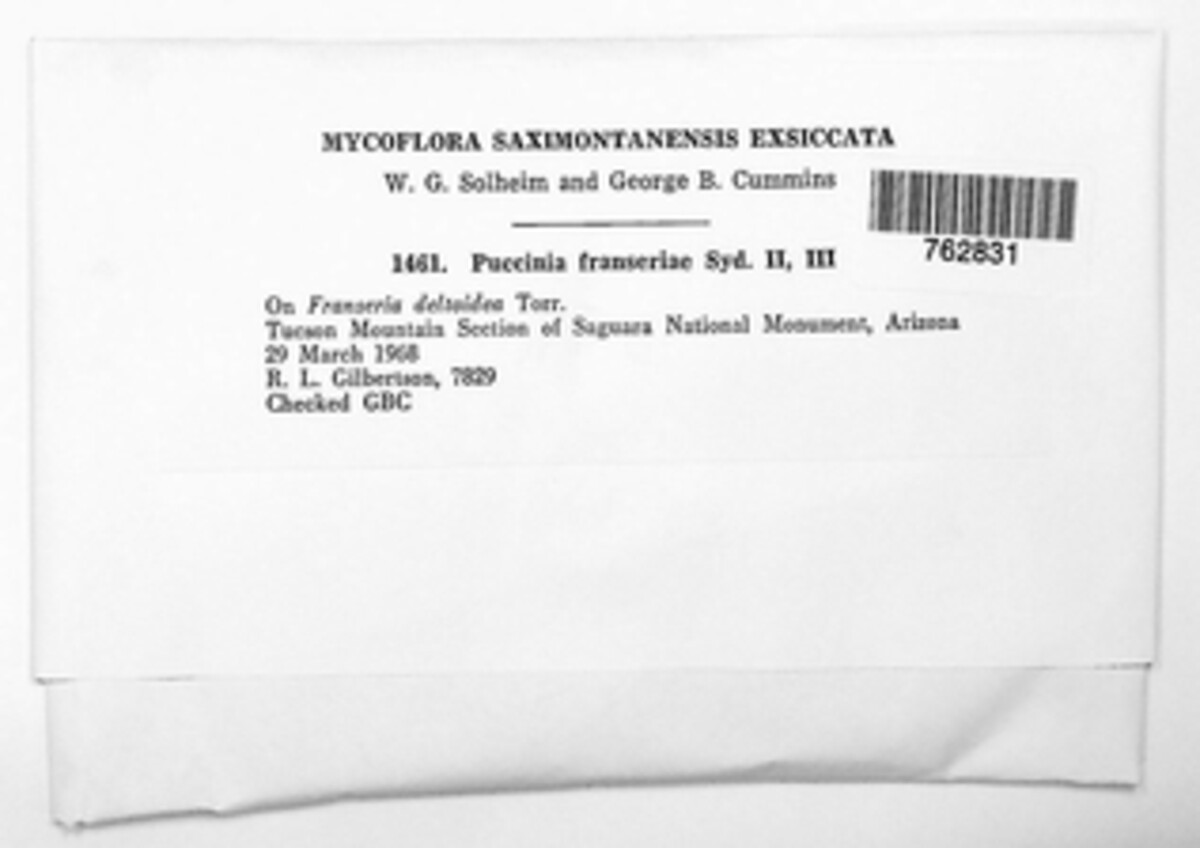 MYCOFLORA SAXIMONTANENSIS EXSICCATA
W. G. Solheim and George B. Cummins
762831
1461. Puccinia franseriae Syd. II, III
On Franseria deltoidea Torr.
Tucson Mountain Section of Saguara National Monument, Arizona
29 March 1968
R. L. Gilbertson, 7829
Checked GBC